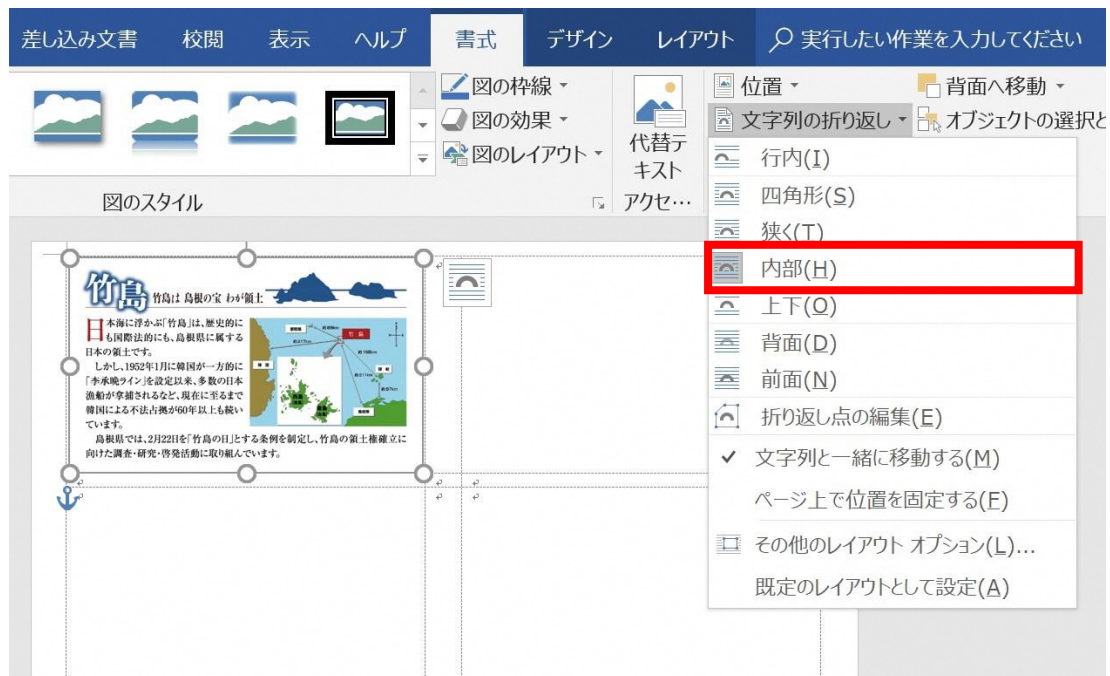 差し込み文書 校閲 表示 ヘルプ 書式 デザイン レイアウト 実行したい作業を入力してください
図の枠線
図の効果
図のレイアウト
代替テ
キスト
位置
背面へ移動
文字列の折り返し
オブジェクトの選択と
図のスタイル
アクセ…
行内(I)
四角形(S)
狭く(T)
内部(H)
上下(O)
背面(D)
前面(N)
折り返し点の編集(E)
文字列と一緒に移動する(M)
ページ上で位置を固定する(F)
その他のレイアウト オプション(L)...
既定のレイアウトとして設定(A)
竹島 竹島は 島根の宝 わが領土
日本海に浮かぶ「竹島」は、歴史的に
も国際法的にも、島根県に属する
日本の領土です。
しかし、1952年1月に韓国が一方的に
「李承晩ライン」を設定以来、多数の日本
漁船が拿捕されるなど、現在に至るまで
韓国による不法占拠が60年以上も続い
ています。
島根県では、2月22日を「竹島の日」とする条例を制定し、竹島の領土権確立に
向けた調査・研究・啓発活動に取り組んでいます。
竹島